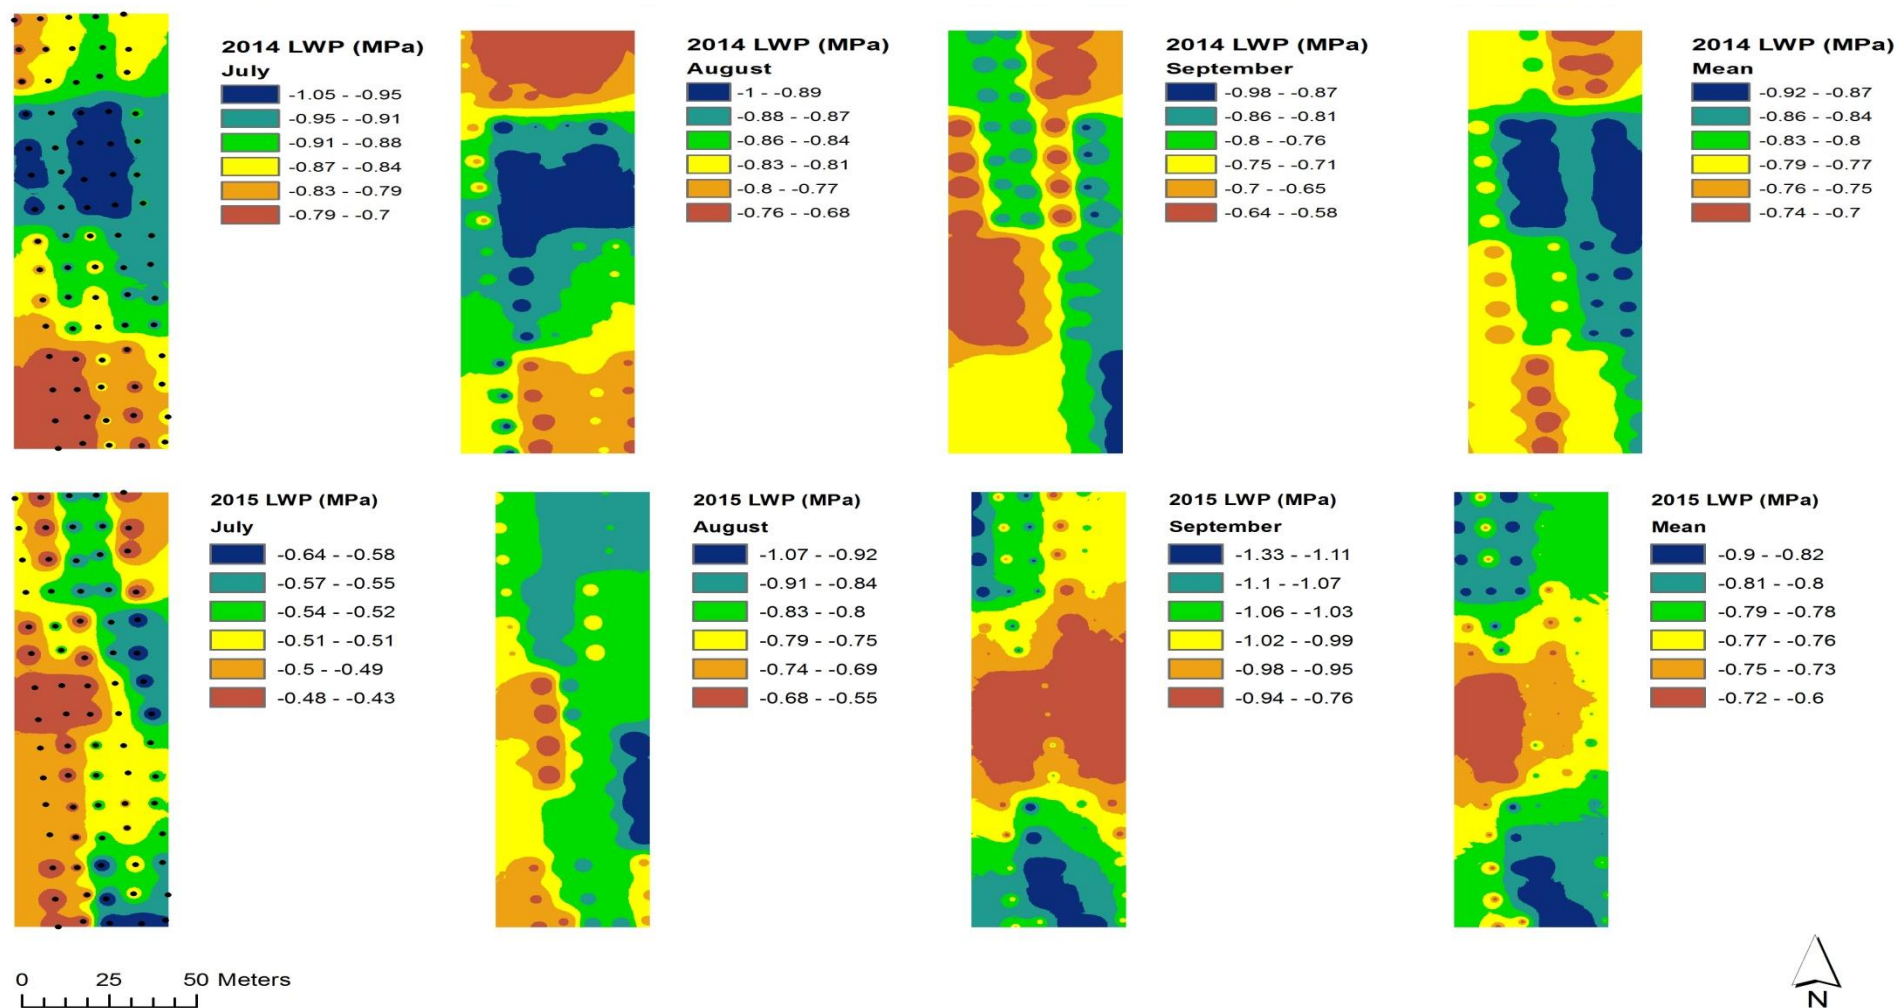 2014 LWP (MPa)
July
-1.05 - -0.95
-0.95 - -0.91
-0.91 - -0.88
-0.87 - -0.84
-0.83 - -0.79
-0.79 - -0.7
2014 LWP (MPa)
August
-1 - -0.89
-0.88 - -0.87
-0.86 - -0.84
-0.83 - -0.81
-0.8 - -0.77
-0.76 - -0.68
2014 LWP (MPa)
September
-0.98 - -0.87
-0.86 - -0.81
-0.8 - -0.76
-0.75 - -0.71
-0.7 - -0.65
-0.64 - -0.58
2014 LWP (MPa)
Mean
-0.92 - -0.87
-0.86 - -0.84
-0.83 - -0.8
-0.79 - -0.77
-0.76 - -0.75
-0.74 - -0.7
2015 LWP (MPa)
July
-0.64 - -0.58
-0.57 - -0.55
-0.54 - -0.52
-0.51 - -0.51
-0.5 - -0.49
-0.48 - -0.43
2015 LWP (MPa)
August
-1.07 - -0.92
-0.91 - -0.84
-0.83 - -0.8
-0.79 - -0.75
-0.74 - -0.69
-0.68 - -0.55
2015 LWP (MPa)
September
-1.33 - -1.11
-1.1 - -1.07
-1.06 - -1.03
-1.02 - -0.99
-0.98 - -0.95
-0.94 - -0.76
2015 LWP (MPa)
Mean
-0.9 - -0.82
-0.81 - -0.8
-0.79 - -0.78
-0.77 - -0.76
-0.75 - -0.73
-0.72 - -0.6
0 25 50 Meters
N